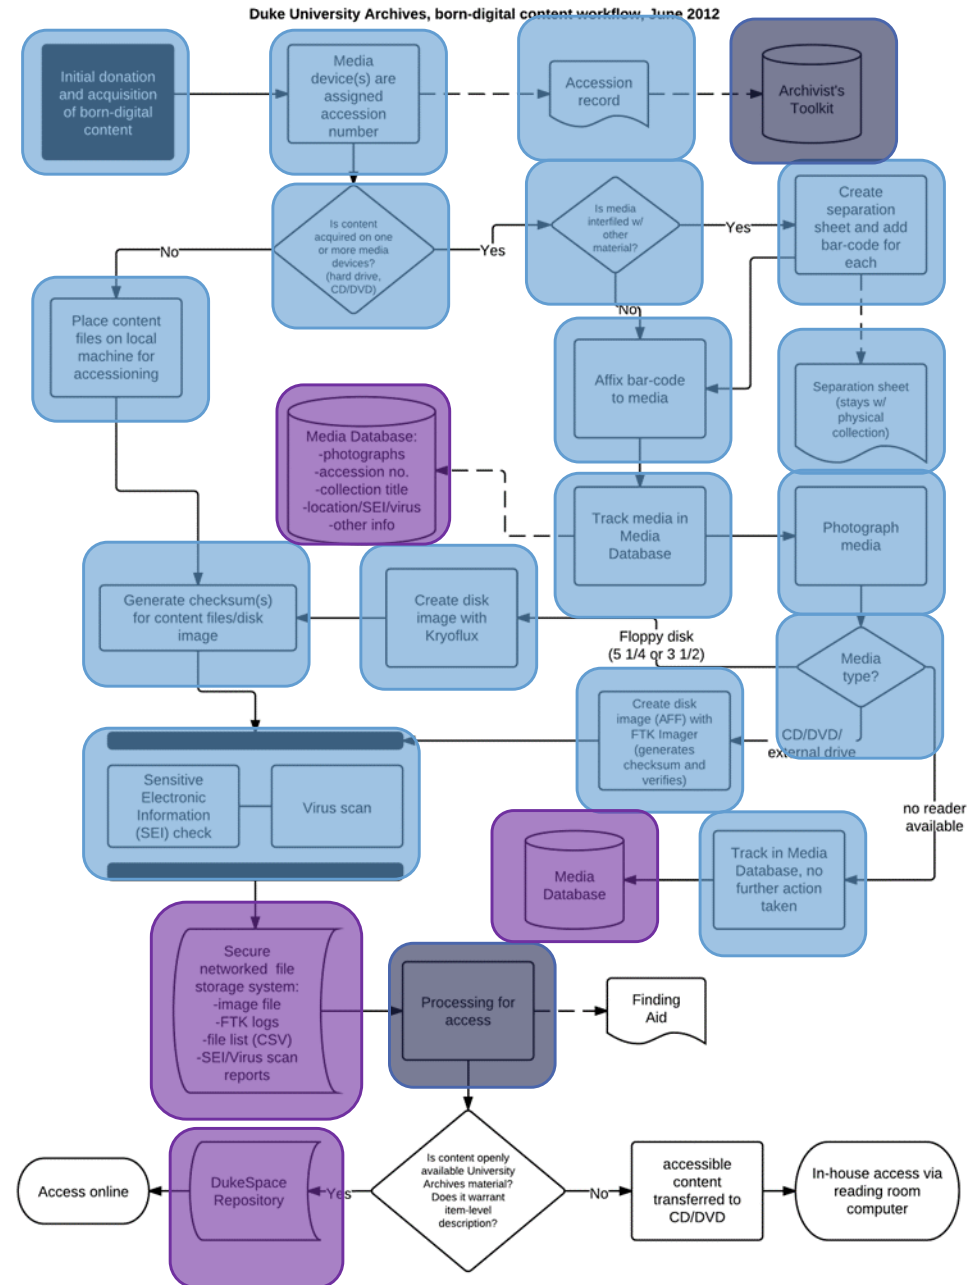 Duke University Archives, born-digital content workflow, June 2012
Initial donation
and acquisition
of born-digital
content
Media
device(s) are
assigned
accession
number
Accession
record
Archivist's
Toolkit
Is content
acquired on one
or more media
devices?
(hard drive,
CD/DVD)
No
Yes
Is media
interfiled w/
other
material?
Yes
No
Create
separation
sheet and add
bar-code for
each
Place content
files on local
machine for
accessioning
Affix bar-code
to media
Separation sheet
(stays w/
physical
collection)
Media Database:
-photographs
-accession no.
-collection title
-location/SEI/virus
-other info
Track media in
Media
Database
Photograph
media
Generate checksum(s)
for content files/disk
image
Create disk
image with
Kryoflux
Floppy disk
(5 1/4 or 3 1/2)
Media
type?
Create disk
image (AFF) with
FTK Imager
(generates
checksum and
verifies)
CD/DVD/
external drive
no reader
available
Sensitive
Electronic
Information
(SEI) check
Virus scan
Media
Database
Track in Media
Database, no
further action
taken
Secure
networked file
storage system:
-image file
-FTK logs
-file list (CSV)
-SEI/Virus scan
reports
Processing for
access
Finding
Aid
Access online
DukeSpace
Repository
Yes
Is content openly
available University
Archives material?
Does it warrant
item-level
description?
No
accessible
content
transferred to
CD/DVD
In-house access via
reading room
computer